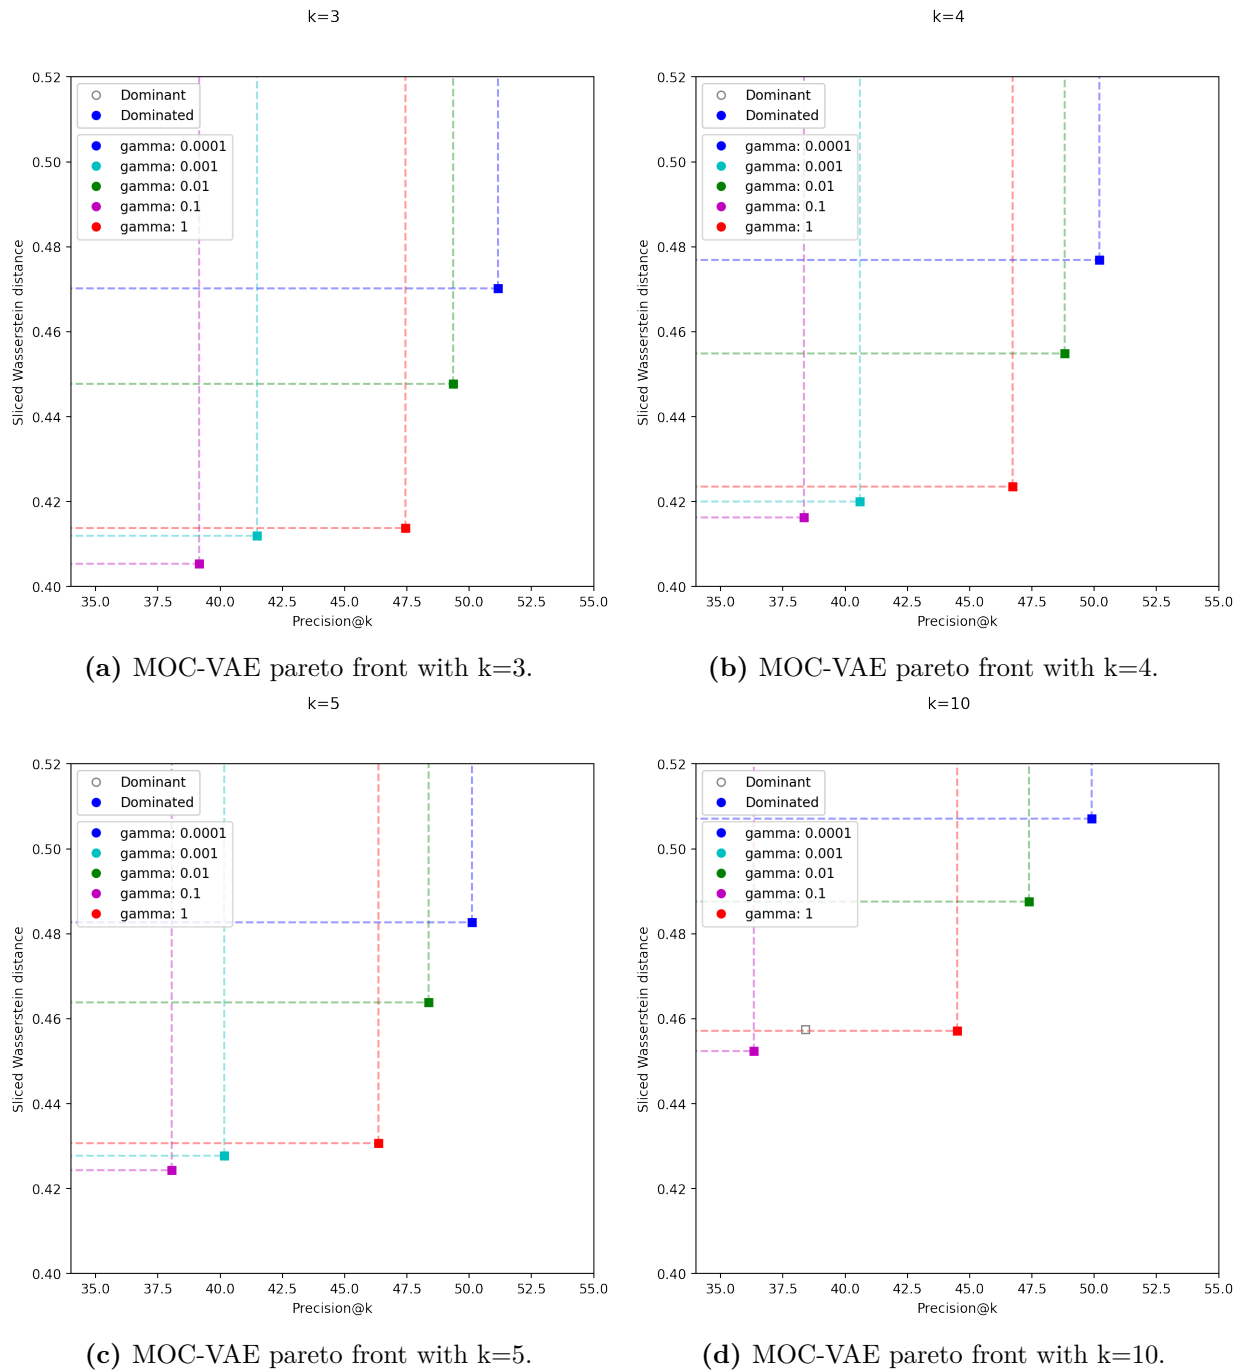 k=3
0.52
0.50
0.48
0.46
0.44
0.42
0.40
Sliced Wasserstein distance
Dominant
Dominated
gamma: 0.0001
gamma: 0.001
gamma: 0.01
gamma: 0.1
gamma: 1
35.0 37.5 40.0 42.5 45.0 47.5 50.0 52.5 55.0
Precision@k
(a) MOC-VAE pareto front with k=3.
k=4
0.52
0.50
0.48
0.46
0.44
0.42
0.40
Sliced Wasserstein distance
Dominant
Dominated
gamma: 0.0001
gamma: 0.001
gamma: 0.01
gamma: 0.1
gamma: 1
35.0 37.5 40.0 42.5 45.0 47.5 50.0 52.5 55.0
Precision@k
(b) MOC-VAE pareto front with k=4.
k=5
0.52
0.50
0.48
0.46
0.44
0.42
0.40
Sliced Wasserstein distance
Dominant
Dominated
gamma: 0.0001
gamma: 0.001
gamma: 0.01
gamma: 0.1
gamma: 1
35.0 37.5 40.0 42.5 45.0 47.5 50.0 52.5 55.0
Precision@k
(c) MOC-VAE pareto front with k=5.
k=10
0.52
0.50
0.48
0.46
0.44
0.42
0.40
Sliced Wasserstein distance
Dominant
Dominated
gamma: 0.0001
gamma: 0.001
gamma: 0.01
gamma: 0.1
gamma: 1
35.0 37.5 40.0 42.5 45.0 47.5 50.0 52.5 55.0
Precision@k
(d) MOC-VAE pareto front with k=10.